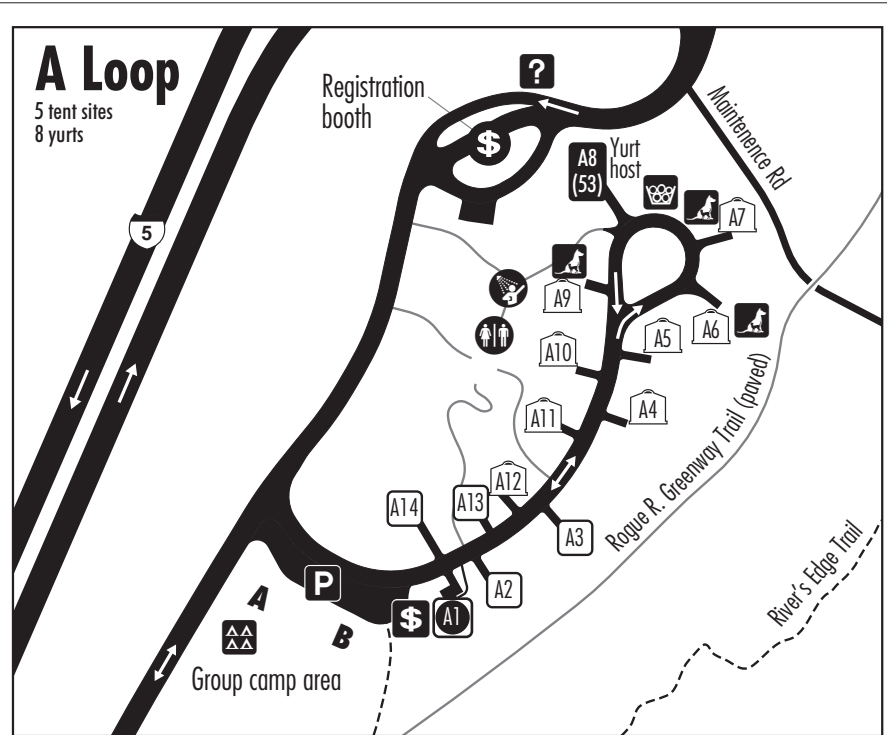 A Loop
5 tent sites
8 yurts
Registration
booth
?
$
Maintenence Rd
A8
(53)
Yurt
host
A7
5
A9
A6
A5
A10
A4
A11
A12
A13
A14
A3
A2
Rogue R. Greenway Trail (paved)
River's Edge Trail
P
$
A1
A
B
Group camp area